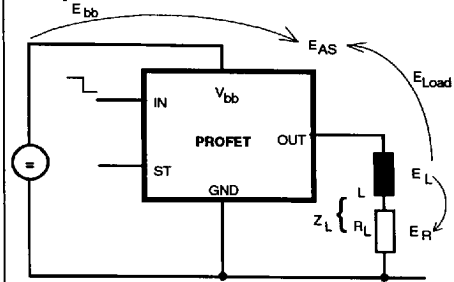 E bb
E AS
E Load
V bb
IN
PROFET
OUT
ST
GND
=
L
E L
Z L { R L
E R